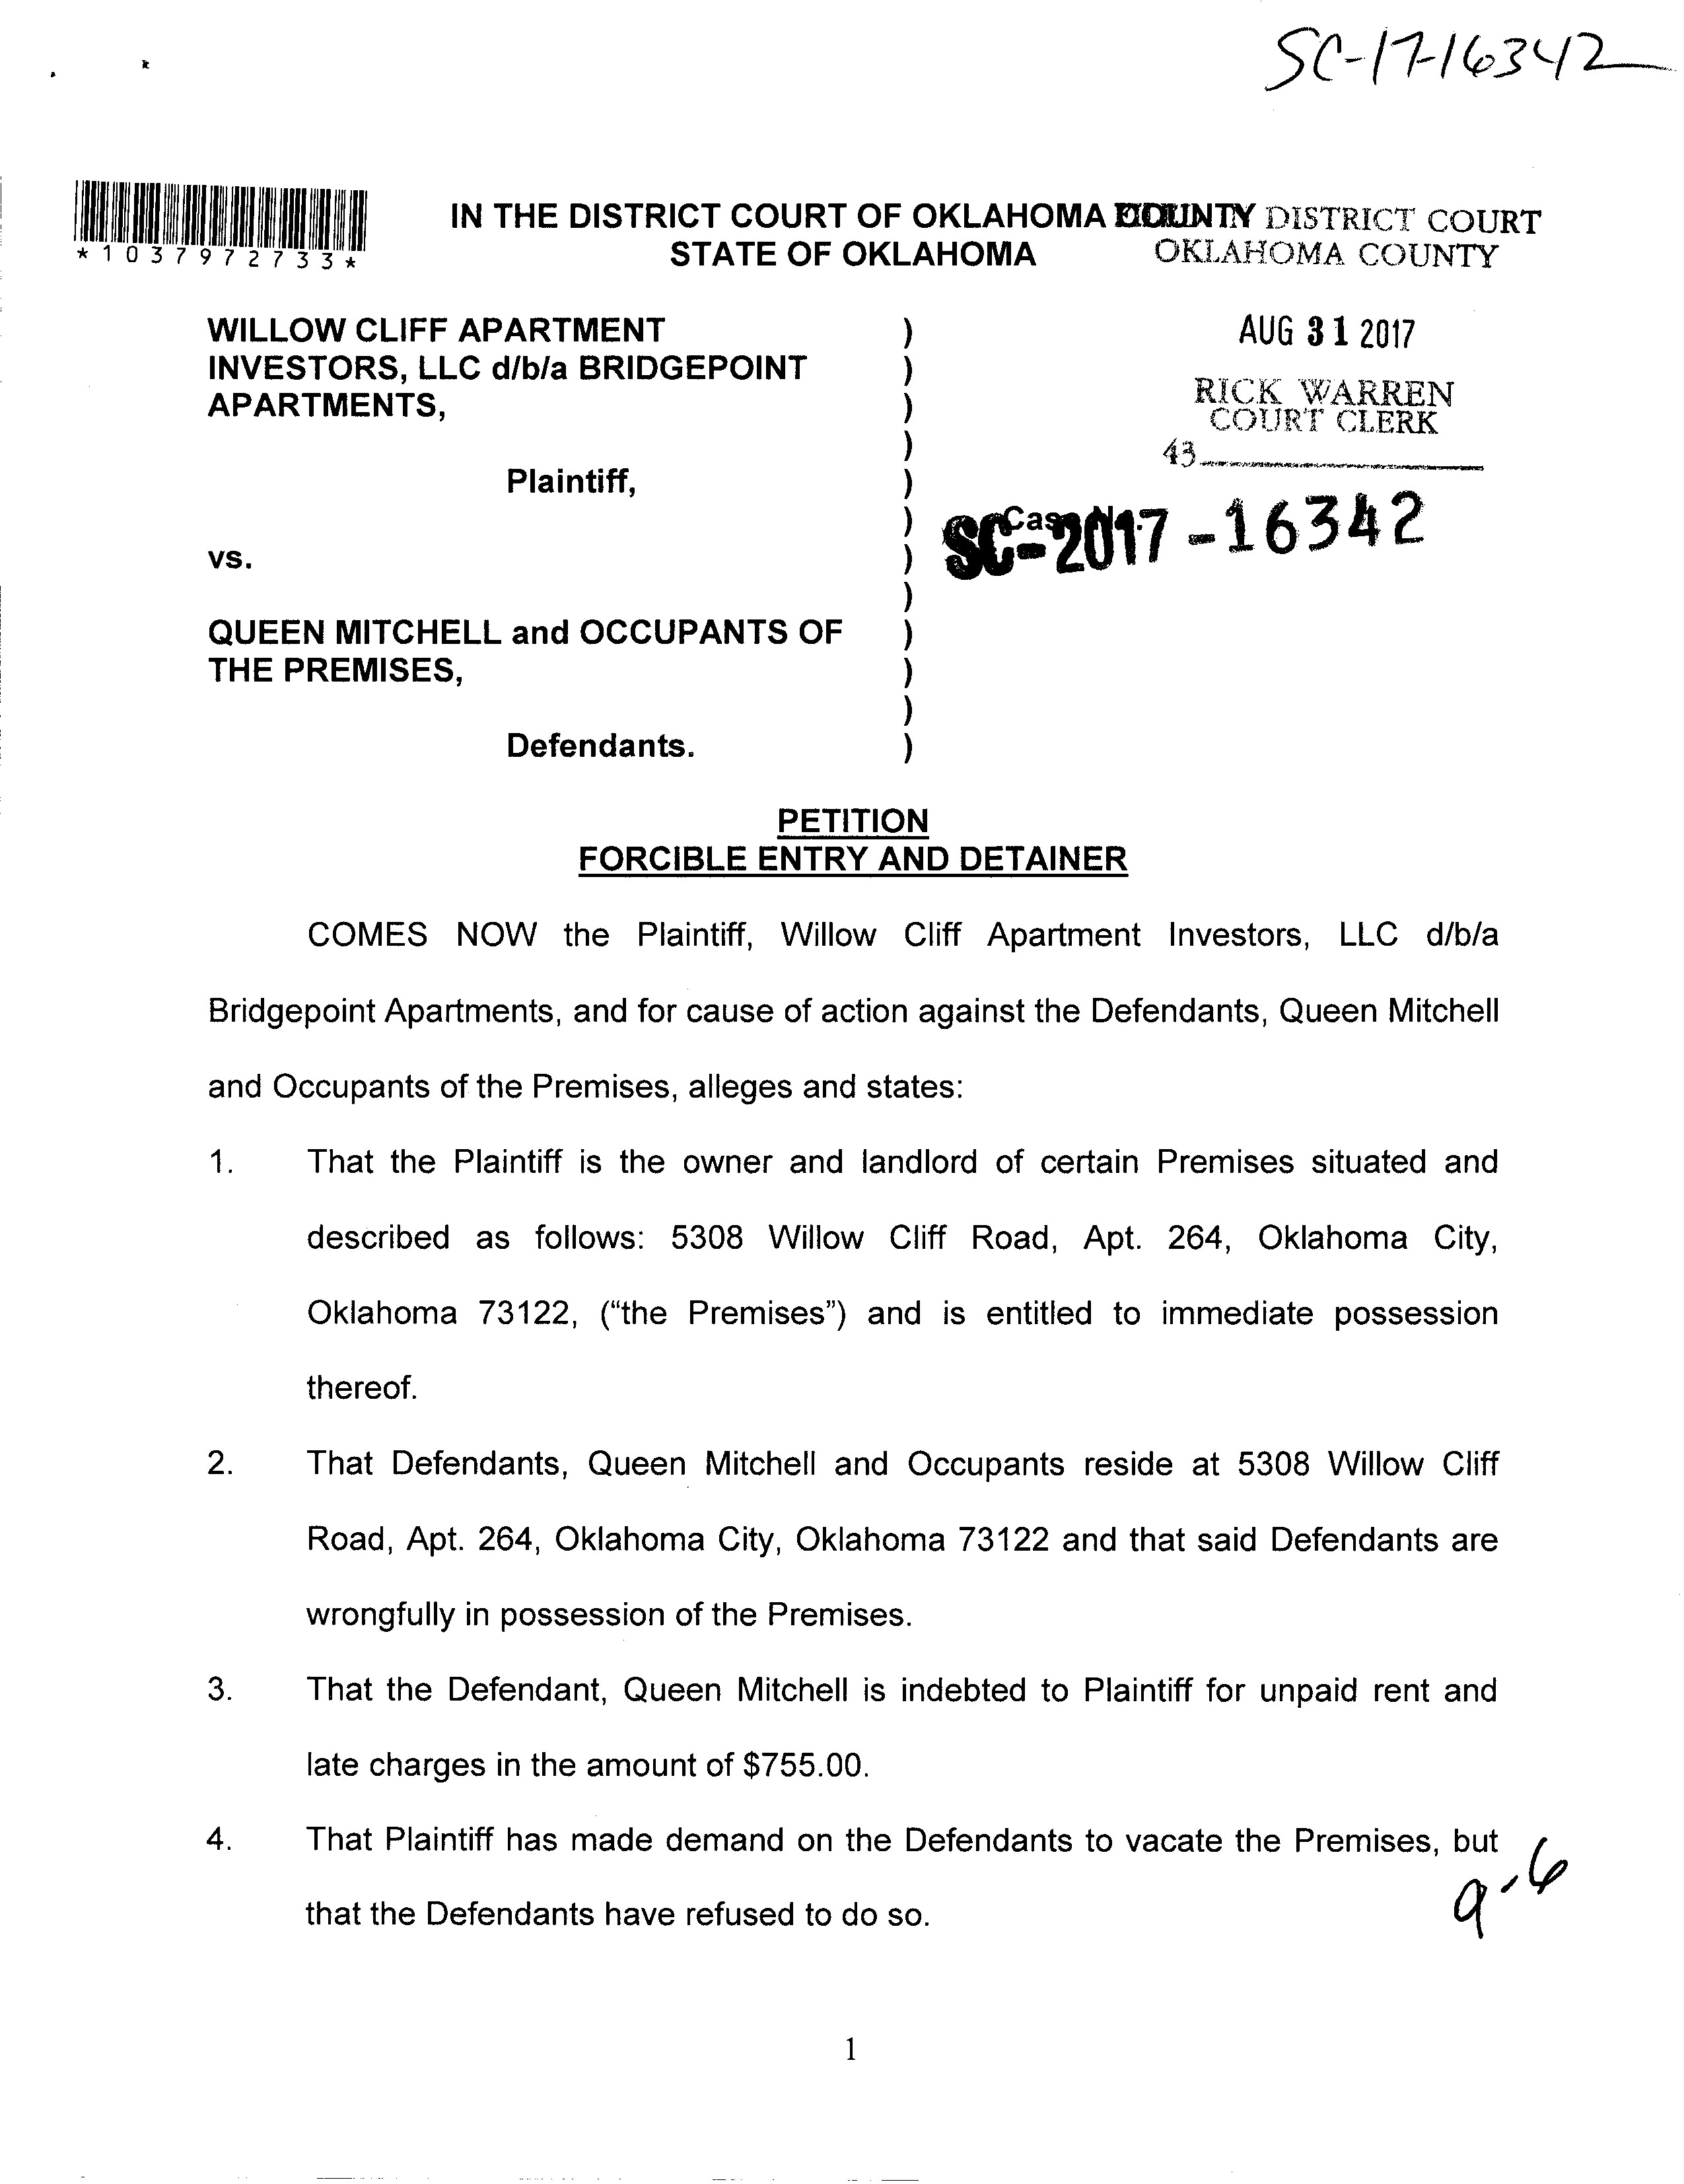 SC-17-16342
*1037972733*
IN THE DISTRICT COURT OF OKLAHOMA COUNTY DISTRICT COURT
STATE OF OKLAHOMA OKLAHOMA COUNTY
WILLOW CLIFF APARTMENT )
INVESTORS, LLC d/b/a BRIDGEPOINT )
APARTMENTS, )
)
Plaintiff, )
)
vs. )
)
QUEEN MITCHELL and OCCUPANTS OF )
THE PREMISES, )
)
Defendants. )
AUG 31 2017
RICK WARREN
COURT CLERK
43
SC-2017-16342
PETITION
FORCIBLE ENTRY AND DETAINER
COMES NOW the Plaintiff, Willow Cliff Apartment Investors, LLC d/b/a
Bridgepoint Apartments, and for cause of action against the Defendants, Queen Mitchell
and Occupants of the Premises, alleges and states:
1. That the Plaintiff is the owner and landlord of certain Premises situated and
described as follows: 5308 Willow Cliff Road, Apt. 264, Oklahoma City,
Oklahoma 73122, (“the Premises”) and is entitled to immediate possession
thereof.
2. That Defendants, Queen Mitchell and Occupants reside at 5308 Willow Cliff
Road, Apt. 264, Oklahoma City, Oklahoma 73122 and that said Defendants are
wrongfully in possession of the Premises.
3. That the Defendant, Queen Mitchell is indebted to Plaintiff for unpaid rent and
late charges in the amount of $755.00.
4. That Plaintiff has made demand on the Defendants to vacate the Premises, but
that the Defendants have refused to do so.
9-6
1